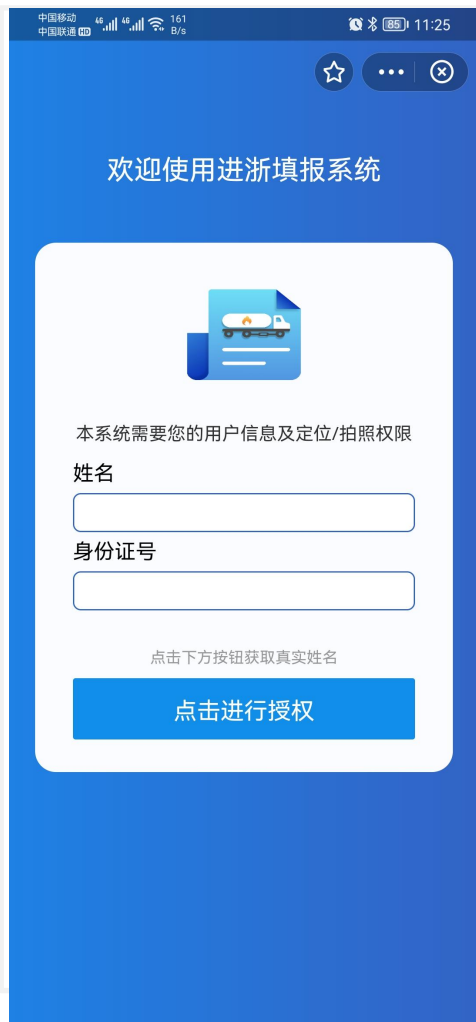 中国移动 46 46 161 85 11:25
中国联通 HD B/s
欢迎使用进浙填报系统
本系统需要您的用户信息及定位/拍照权限
姓名
身份证号
点击下方按钮获取真实姓名
点击进行授权